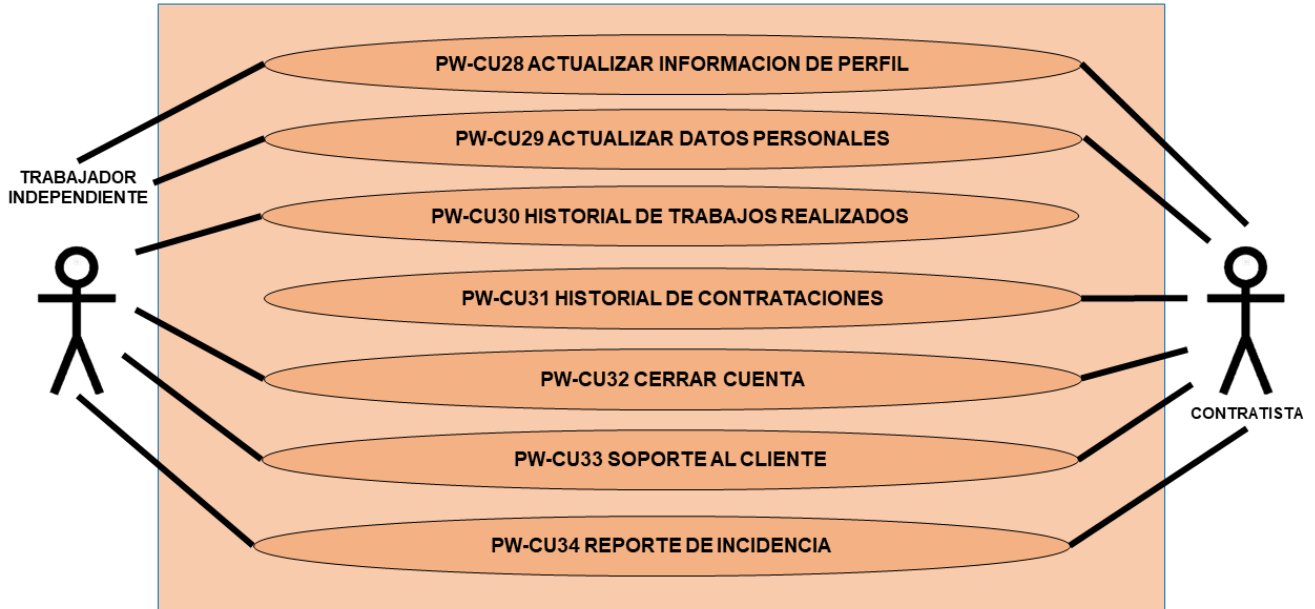 PW-CU28 ACTUALIZAR INFORMACION DE PERFIL
PW-CU29 ACTUALIZAR DATOS PERSONALES
TRABAJADOR
INDEPENDIENTE
PW-CU30 HISTORIAL DE TRABAJOS REALIZADOS
PW-CU31 HISTORIAL DE CONTRATACIONES
PW-CU32 CERRAR CUENTA
CONTRATISTA
PW-CU33 SOPORTE AL CLIENTE
PW-CU34 REPORTE DE INCIDENCIA